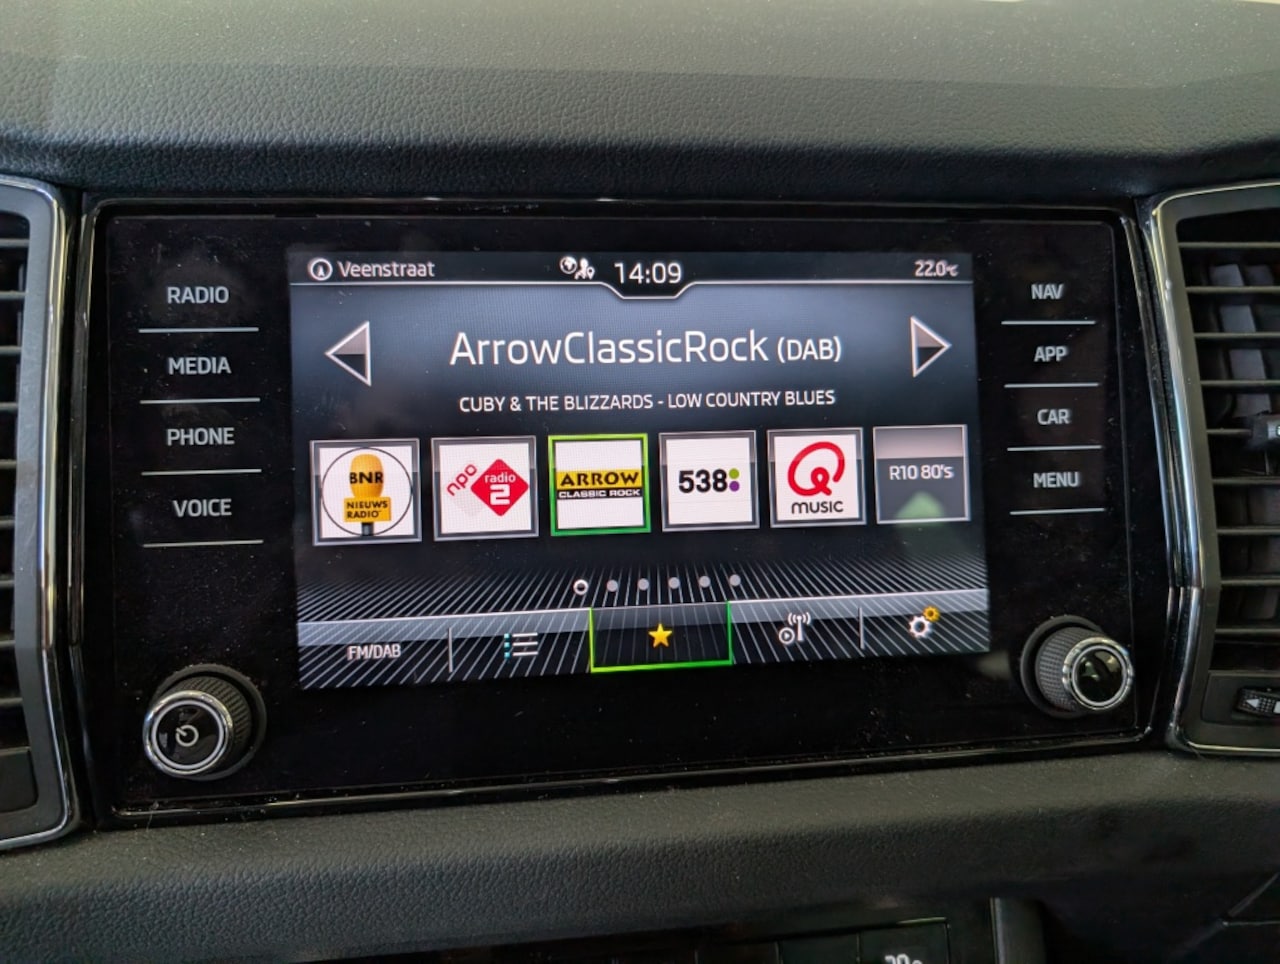 Veenstraat
14:09
22.0°C
RADIO
MEDIA
PHONE
VOICE
NAV
APP
CAR
MENU
ArrowClassicRock (DAB)
CUBY & THE BLIZZARDS - LOW COUNTRY BLUES
BNR
NIEUWS
RADIO
npo
radio
2
ARROW
CLASSIC ROCK
538
MUSIC
R10 80's
FM/DAB